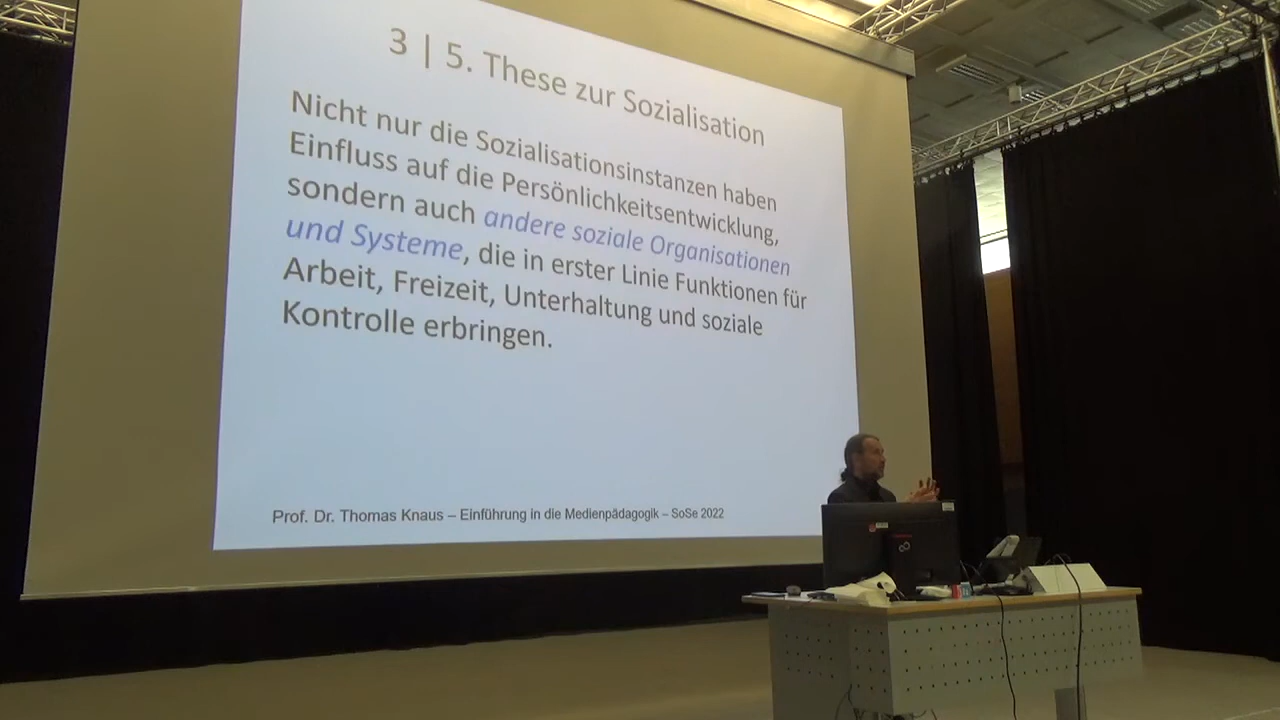 3 | 5. These zur Sozialisation
Nicht nur die Sozialisationsinstanzen haben
Einfluss auf die Persönlichkeitsentwicklung,
sondern auch andere soziale Organisationen
und Systeme, die in erster Linie Funktionen für
Arbeit, Freizeit, Unterhaltung und soziale
Kontrolle erbringen.
Prof. Dr. Thomas Knaus – Einführung in die Medienpädagogik – SoSe 2022